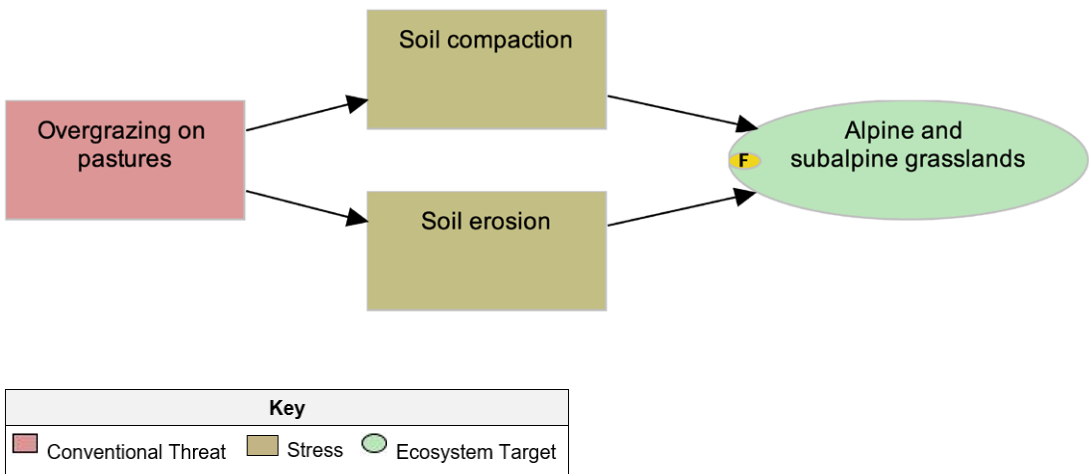 Soil compaction
Overgrazing on
pastures
Alpine and
subalpine grasslands
F
Soil erosion
Key
Conventional Threat Stress Ecosystem Target